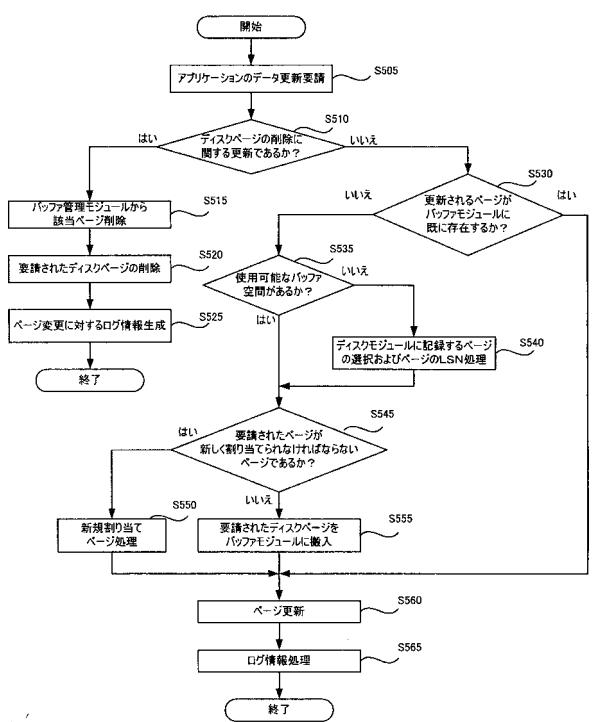 開始
アプリケーションのデータ更新要請
S505
ディスクページの削除に
関する更新であるか?
S510
はい
いいえ
バッファ管理モジュールから
該当ページ削除
S515
要請されたディスクページの削除
S520
ページ変更に対するログ情報生成
S525
終了
更新されるページが
バッファモジュールに
既に存在するか?
S530
いいえ
はい
使用可能なバッファ
空間があるか?
S535
いいえ
はい
ディスクモジュールに記録するページ
の選択およびページのLSN処理
S540
要請されたページが
新しく割り当てられなければならない
ページであるか?
S545
はい
いいえ
新規割り当て
ページ処理
S550
要請されたディスクページを
バッファモジュールに搬入
S555
ページ更新
S560
ログ情報処理
S565
終了